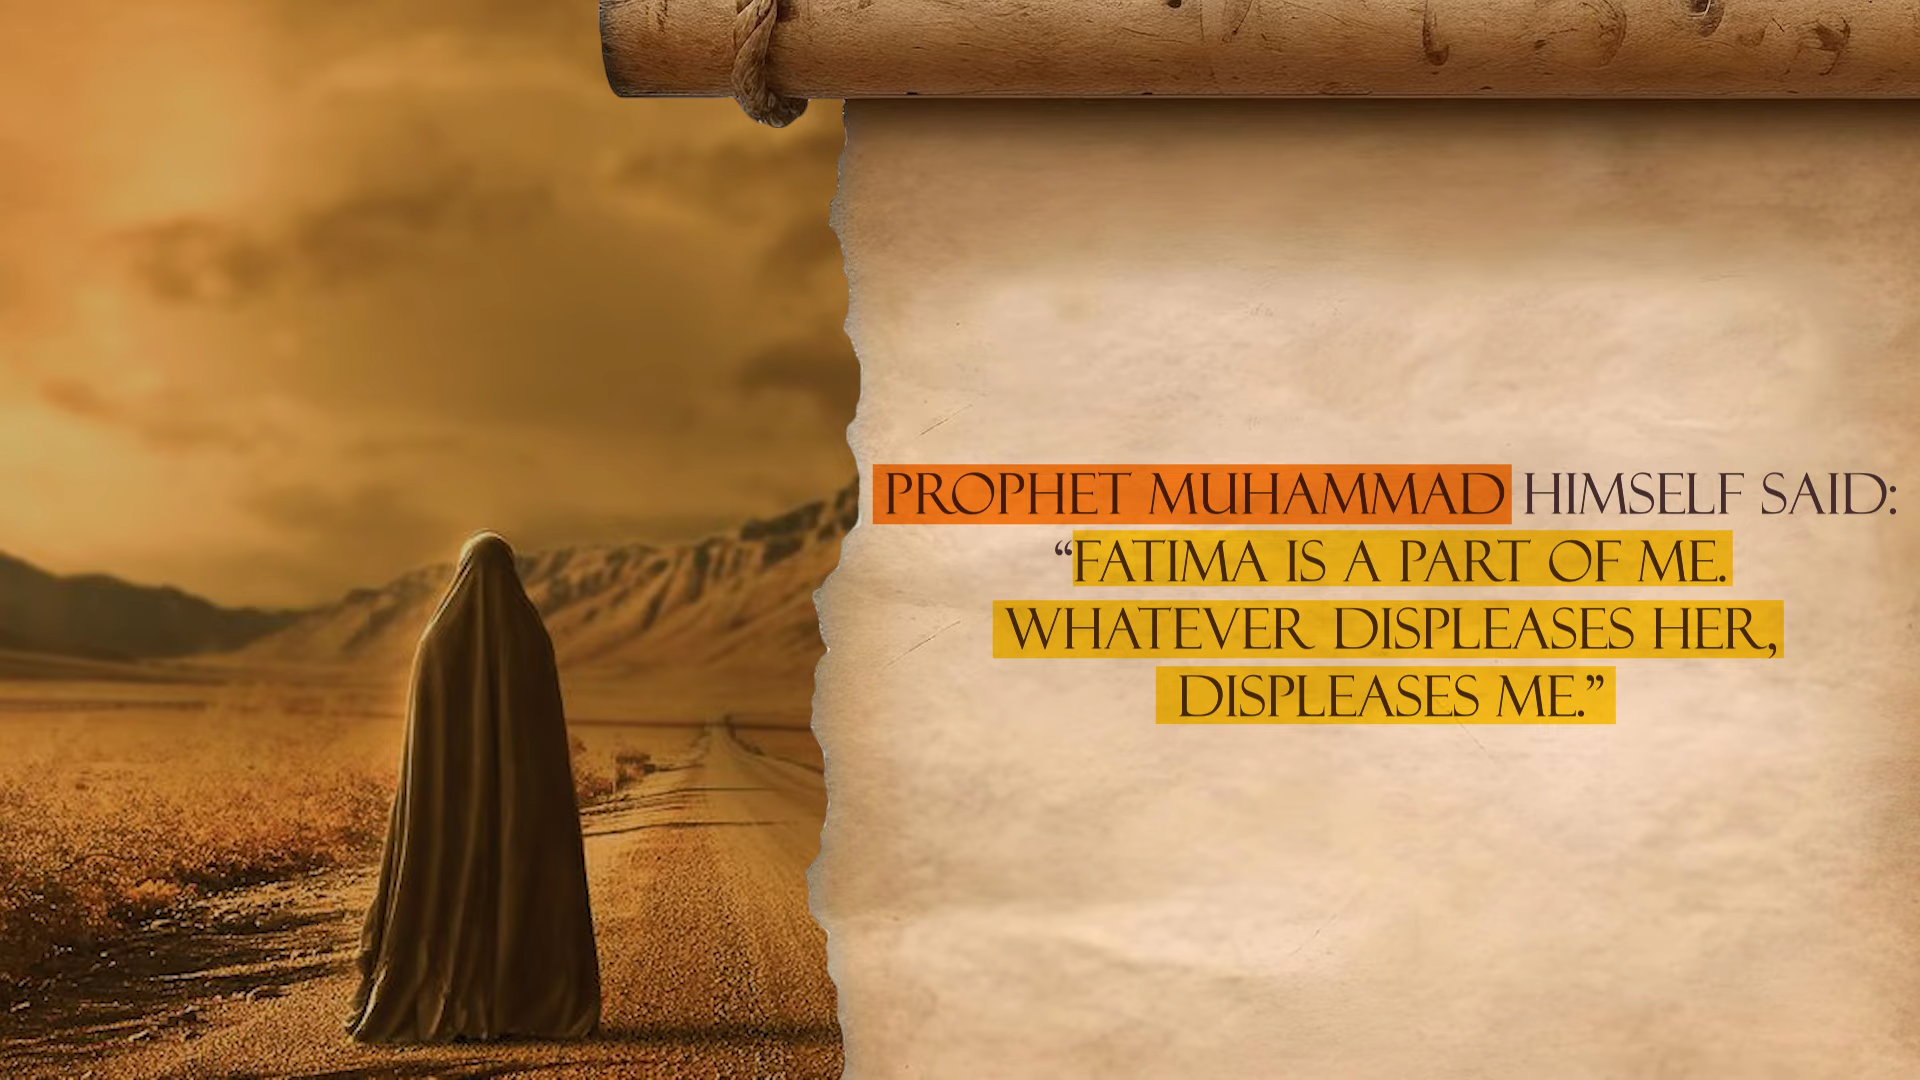 PROPHET MUHAMMAD HIMSELF SAID:
“FATIMA IS A PART OF ME.
WHATEVER DISPLEASES HER,
DISPLEASES ME.”